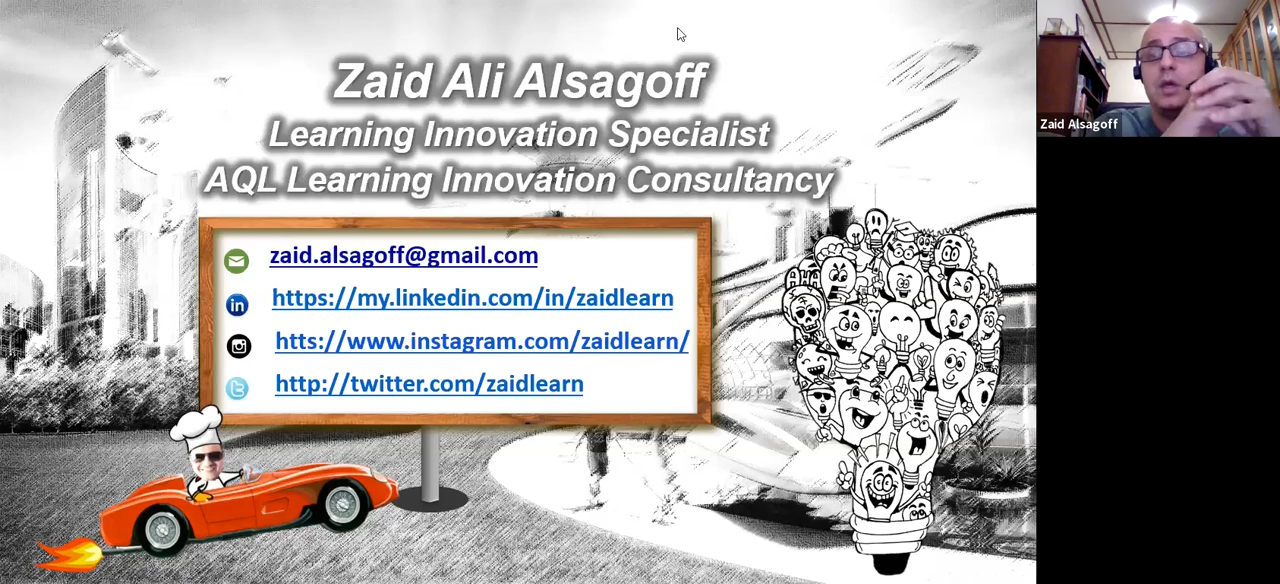 Zaid Ali Alsagoff
Learning Innovation Specialist
AQL Learning Innovation Consultancy
zaid.alsagoff@gmail.com
https://my.linkedin.com/in/zaidlearn
htts://www.instagram.com/zaidlearn/
http://twitter.com/zaidlearn
Zaid Alsagoff